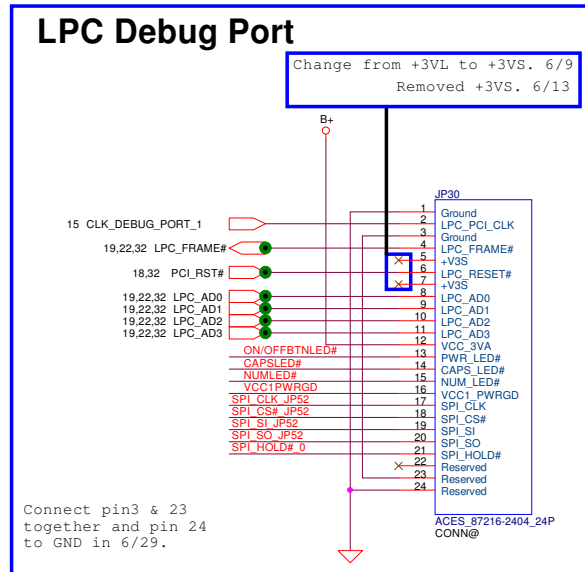 LPC Debug Port
Change from +3VL to +3VS. 6/9
Removed +3VS. 6/13
B+
JP30
15 CLK_DEBUG_PORT_1
19,22,32 LPC_FRAME#
18,32 PCI_RST#
19,22,32 LPC_AD0
19,22,32 LPC_AD1
19,22,32 LPC_AD2
19,22,32 LPC_AD3
ON/OFFBTNLED#
CAPSLED#
NUMLED#
VCC1PWRGD
SPI_CLK_JP52
SPI_CS#_JP52
SPI_SI_JP52
SPI_SO_JP52
SPI_HOLD#_0
1 Ground
2 LPC_PCI_CLK
3 Ground
4 LPC_FRAME#
5 +V3S
6 LPC_RESET#
7 +V3S
8 LPC_AD0
9 LPC_AD1
10 LPC_AD2
11 LPC_AD3
12 VCC_3VA
13 PWR_LED#
14 CAPS_LED#
15 NUM_LED#
16 VCC1_PWRGD
17 SPI_CLK
18 SPI_CS#
19 SPI_SI
20 SPI_SO
21 SPI_HOLD#
22 Reserved
23 Reserved
24 Reserved
ACES_87216-2404_24P
CONN@
Connect pin3 & 23
together and pin 24
to GND in 6/29.